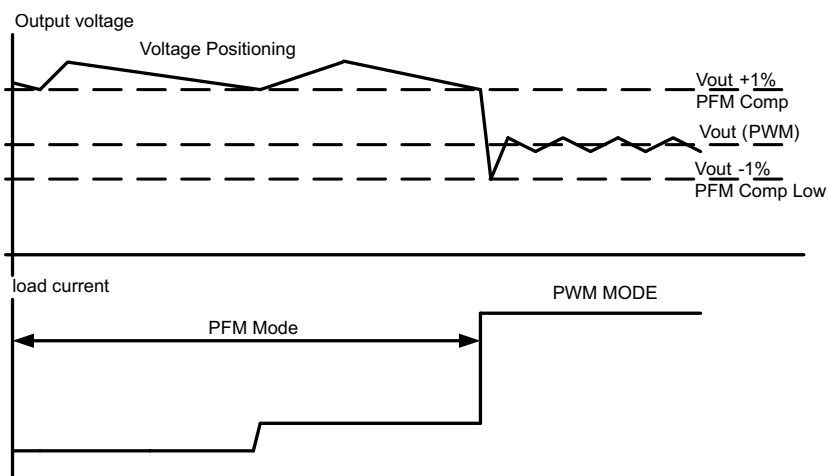 Output voltage
Voltage Positioning
Vout +1%
PFM Comp
Vout (PWM)
Vout -1%
PFM Comp Low
load current
PWM MODE
PFM Mode